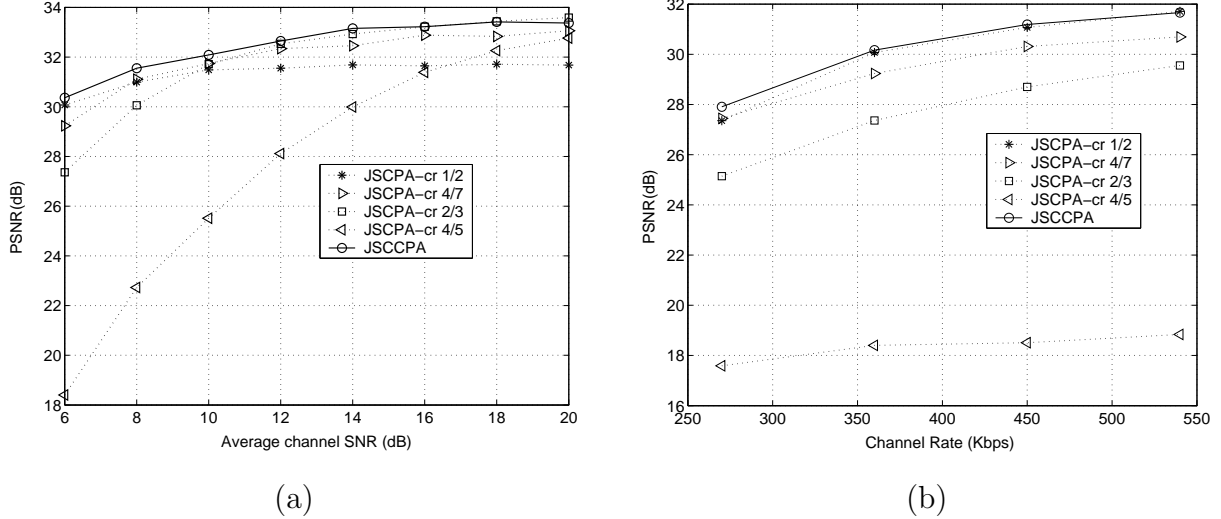 34
32
30
28
26
24
22
20
18
PSNR(dB)
6 8 10 12 14 16 18 20
Average channel SNR (dB)
JSCPA−cr 1/2
JSCPA−cr 4/7
JSCPA−cr 2/3
JSCPA−cr 4/5
JSCCPA
(a)
32
30
28
26
24
22
20
18
16
PSNR(dB)
250 300 350 400 450 500 550
Channel Rate (Kbps)
JSCPA−cr 1/2
JSCPA−cr 4/7
JSCPA−cr 2/3
JSCPA−cr 4/5
JSCCPA
(b)